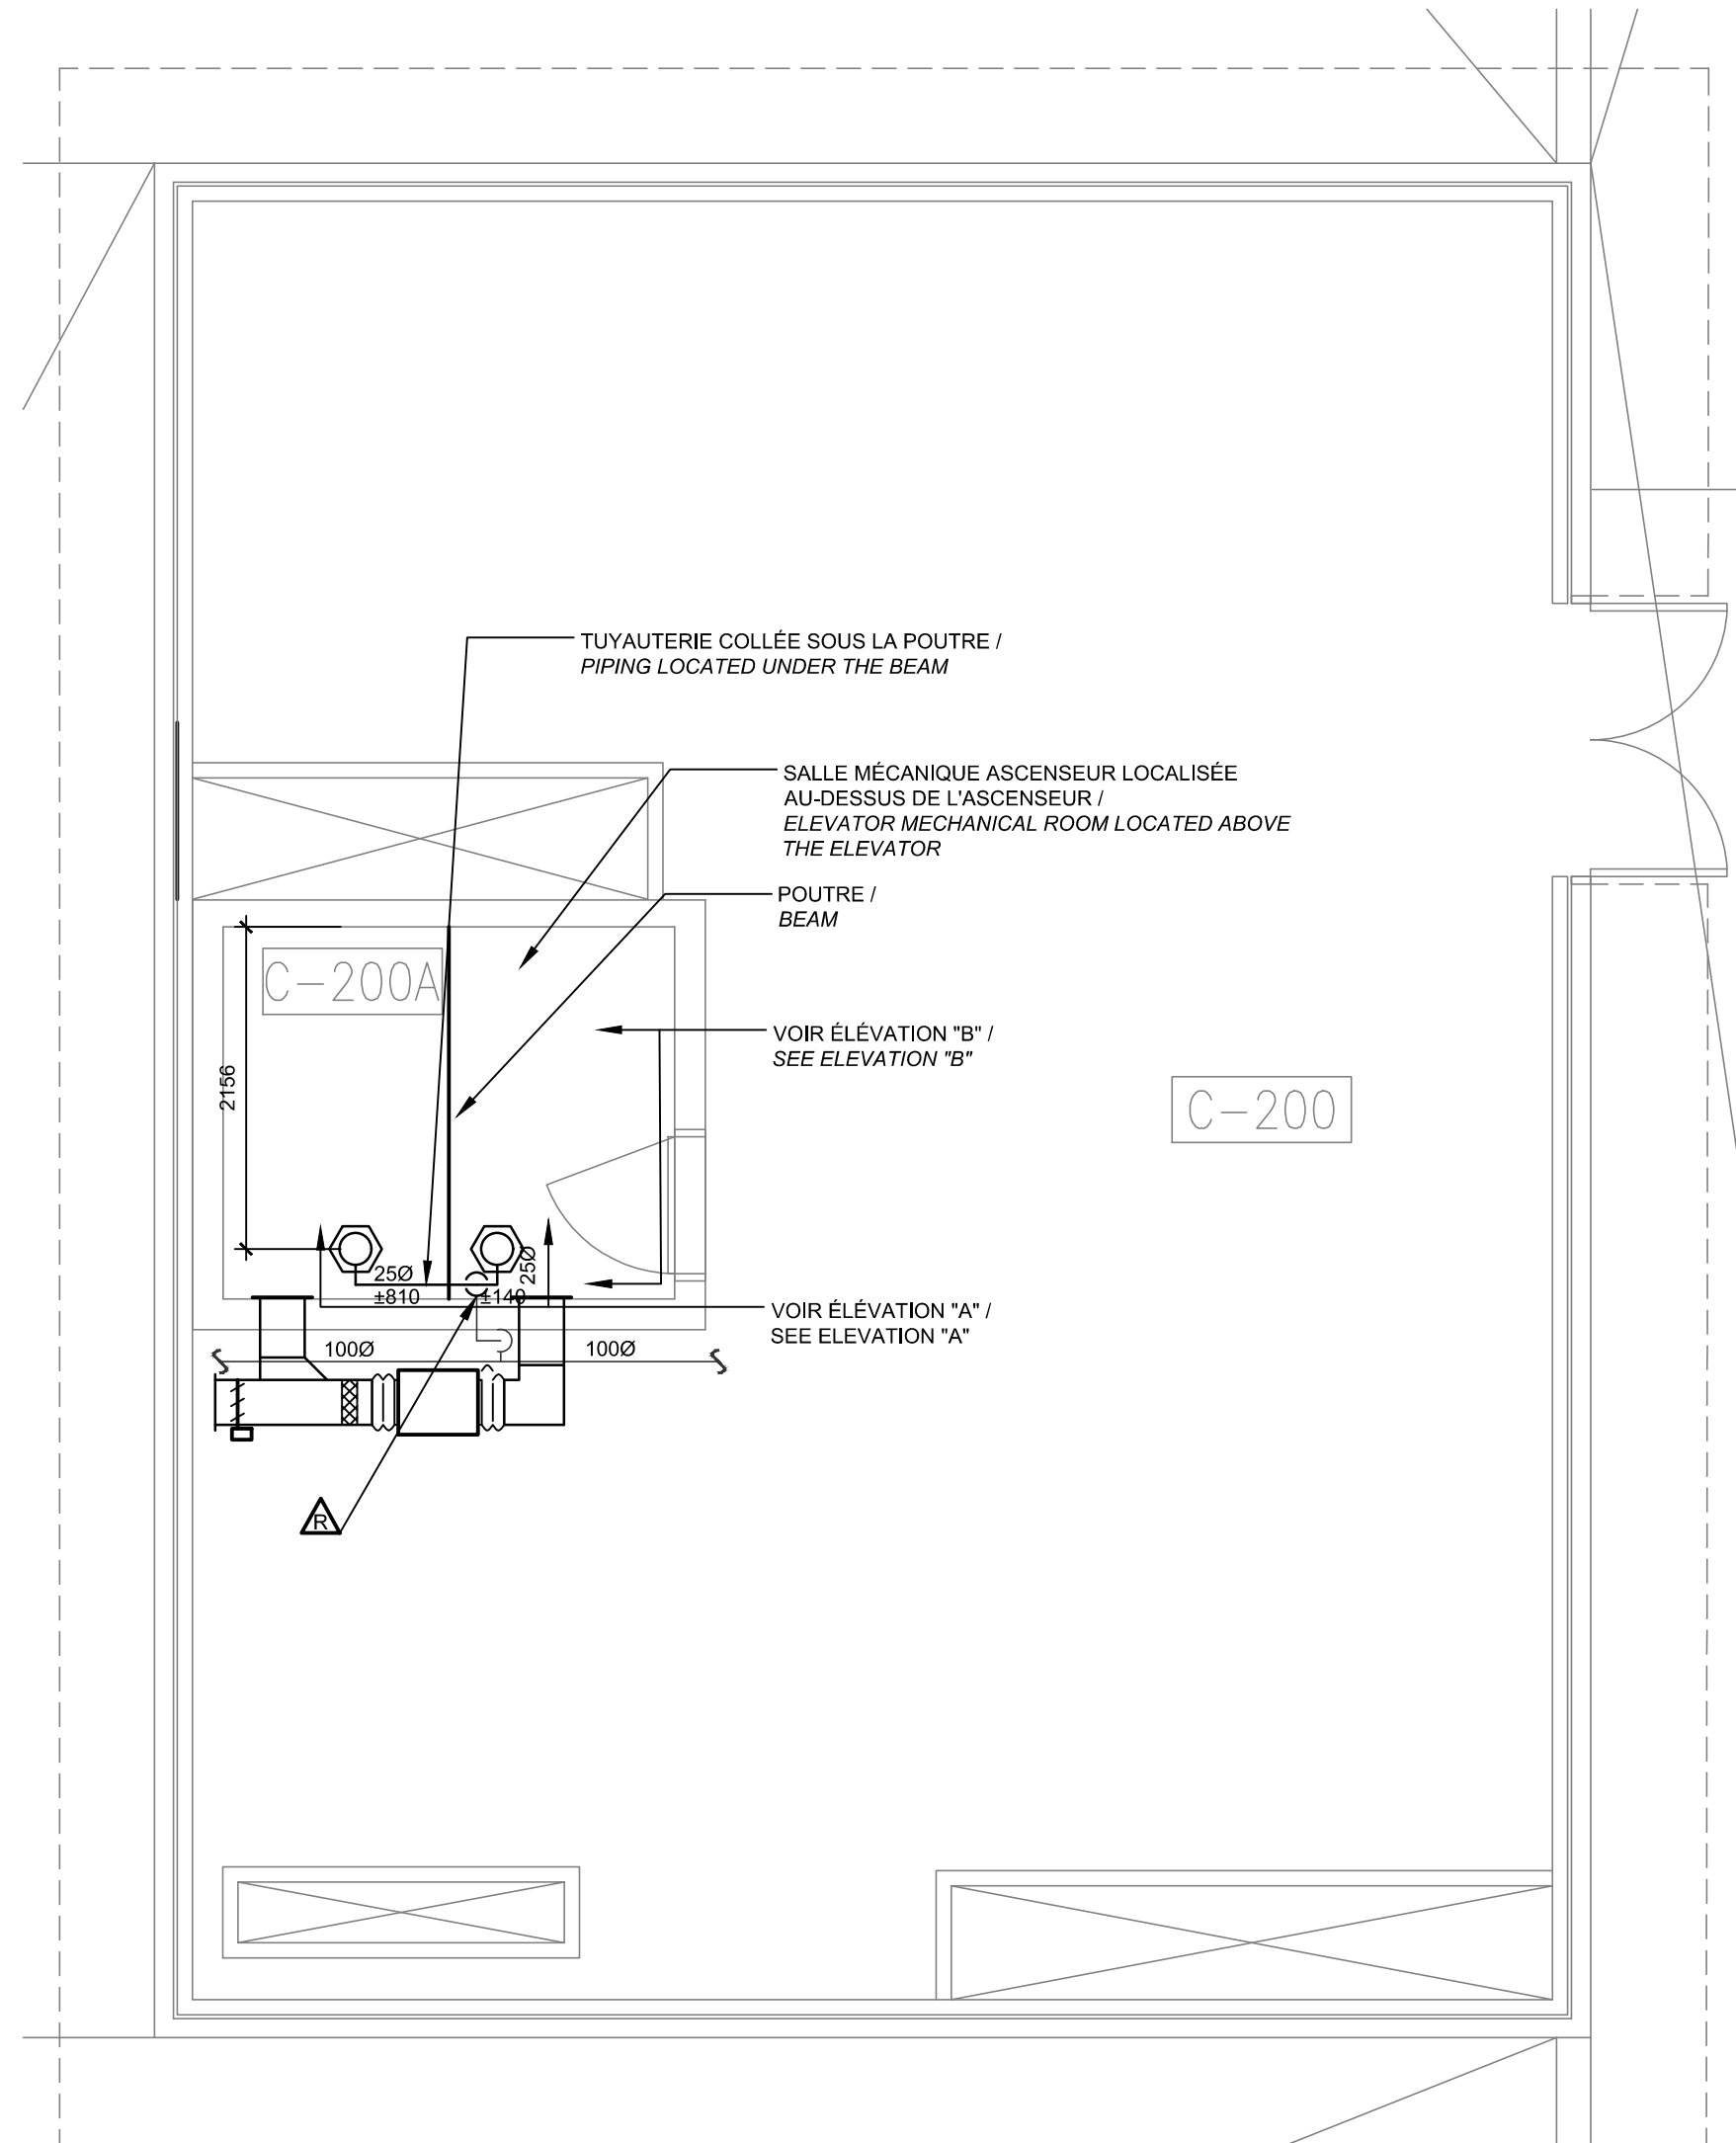 TUYAUTERIE COLLÉE SOUS LA POUTRE /
PIPING LOCATED UNDER THE BEAM
SALLE MÉCANIQUE ASCENSEUR LOCALISÉE
AU-DESSUS DE L'ASCENSEUR /
ELEVATOR MECHANICAL ROOM LOCATED ABOVE
THE ELEVATOR
POUTRE /
BEAM
C-200A
VOIR ÉLÉVATION "B" /
SEE ELEVATION "B"
2156
C-200
25Ø
±810
±140
25Ø
VOIR ÉLÉVATION "A" /
SEE ELEVATION "A"
100Ø
100Ø
R